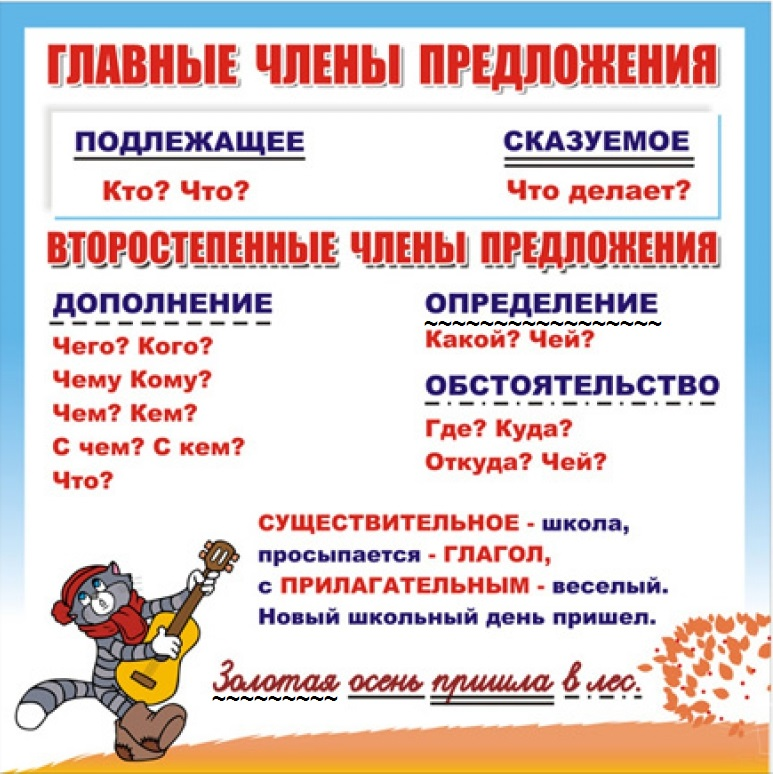 ГЛАВНЫЕ ЧЛЕНЫ ПРЕДЛОЖЕНИЯ
ПОДЛЕЖАЩЕЕ
Кто? Что?
СКАЗУЕМОЕ
Что делает?
ВТОРОСТЕПЕННЫЕ ЧЛЕНЫ ПРЕДЛОЖЕНИЯ
ДОПОЛНЕНИЕ
Чего? Кого?
Чему Кому?
Чем? Кем?
С чем? С кем?
Что?
ОПРЕДЕЛЕНИЕ
Какой? Чей?
ОБСТОЯТЕЛЬСТВО
Где? Куда?
Откуда? Чей?
СУЩЕСТВИТЕЛЬНОЕ - школа,
просыпается - ГЛАГОЛ,
с ПРИЛАГАТЕЛЬНЫМ - веселый.
Новый школьный день пришел.
Золотая осень пришла в лес.